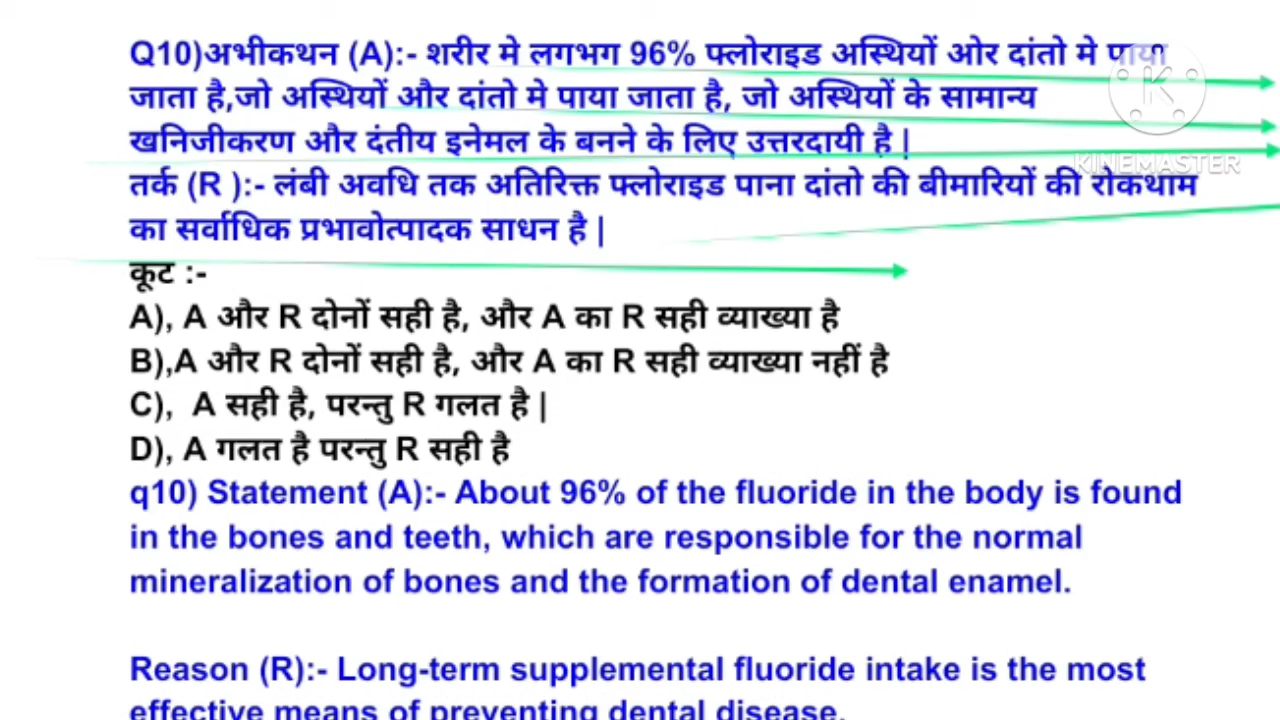 Q10)अभीकथन (A):- शरीर मे लगभग 96% फ्लोराइड अस्थियों ओर दांतो मे पाया
जाता है,जो अस्थियों और दांतो मे पाया जाता है, जो अस्थियों के सामान्य
खनिजीकरण और दंतीय इनेमल के बनने के लिए उत्तरदायी है |
KINEMASTER
तर्क (R ):- लंबी अवधि तक अतिरिक्त फ्लोराइड पाना दांतो की बीमारियों की रोकथाम
का सर्वाधिक प्रभावोत्पादक साधन है |
कूट :-
A), A और R दोनों सही है, और A का R सही व्याख्या है
B),A और R दोनों सही है, और A का R सही व्याख्या नहीं है
C), A सही है, परन्तु R गलत है |
D), A गलत है परन्तु R सही है
q10) Statement (A):- About 96% of the fluoride in the body is found
in the bones and teeth, which are responsible for the normal
mineralization of bones and the formation of dental enamel.
Reason (R):- Long-term supplemental fluoride intake is the most
effective means of preventing dental disease.